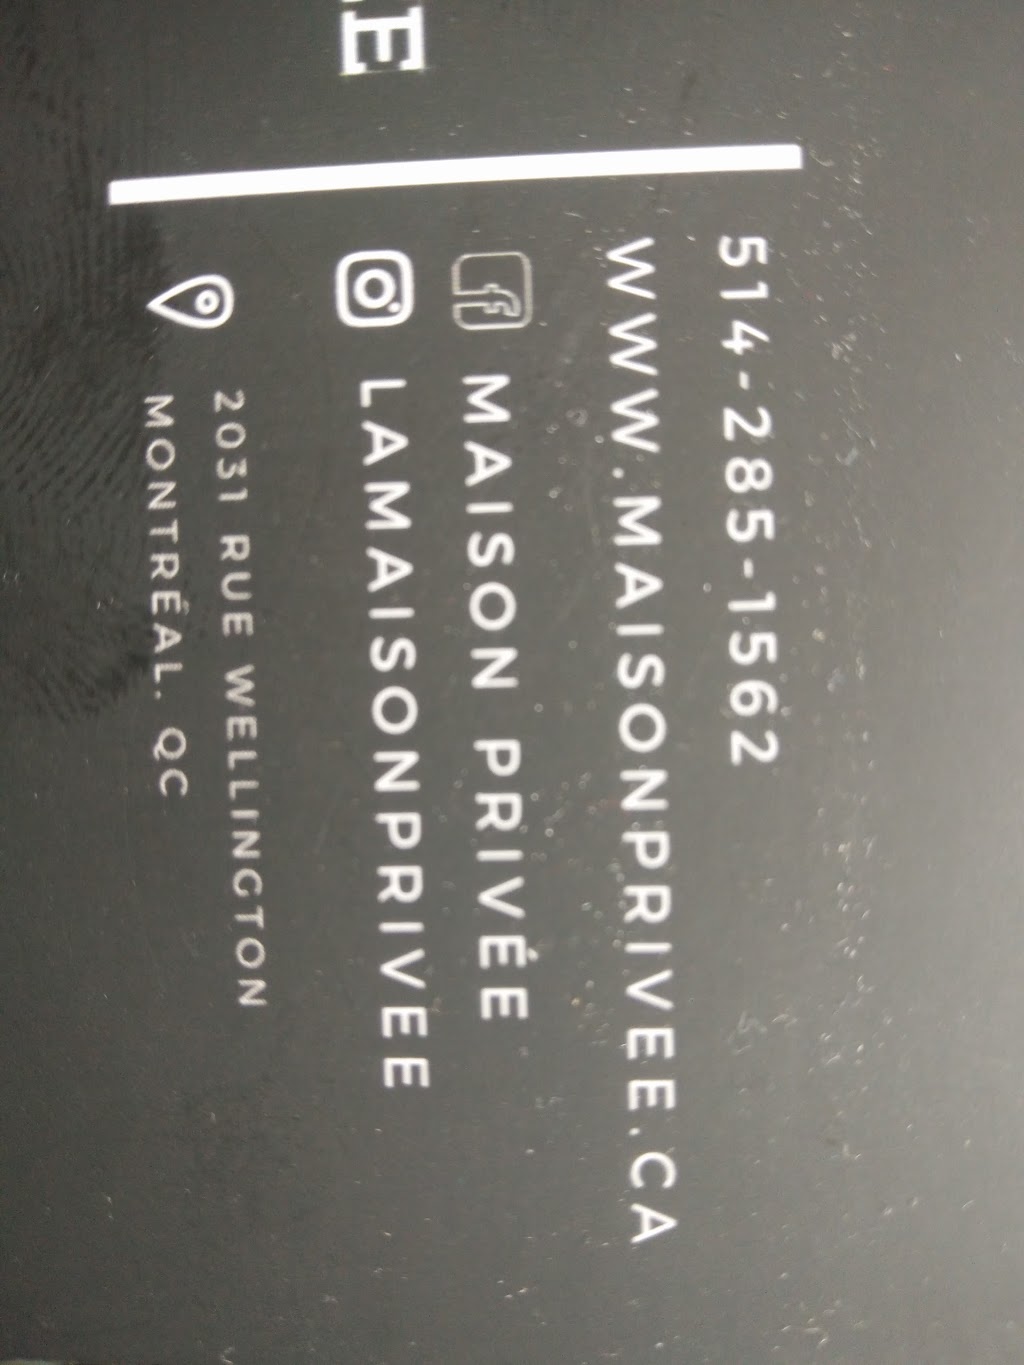 E
514-285-1562
WWW.MAISONPRIVEE.CA
MAISON PRIVÉE
LAMAISONPRIVEE
2031 RUE WELLINGTON
MONTRÉAL. QC